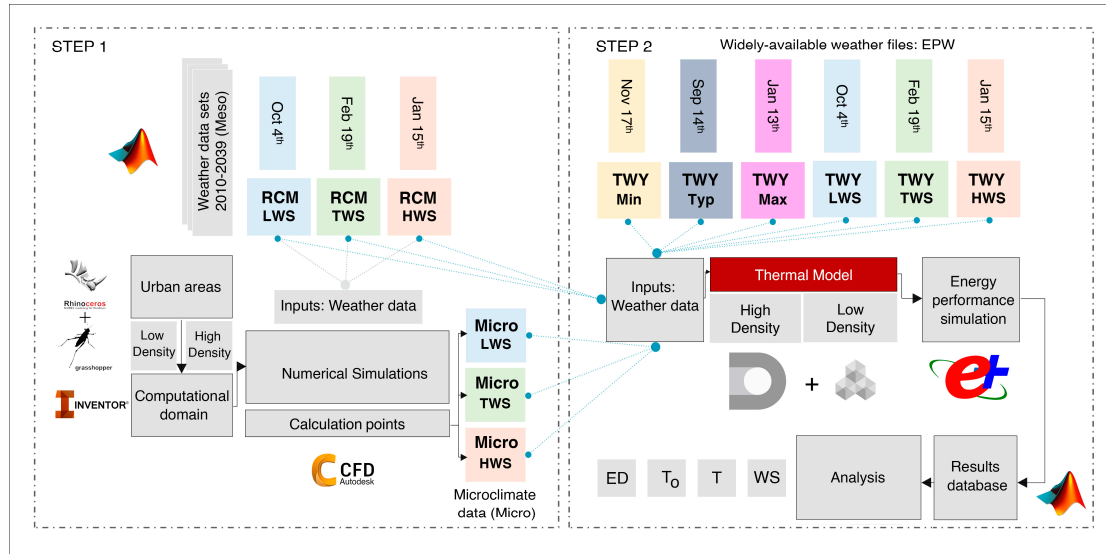 STEP 1
Weather data sets
2010-2039 (Meso)
Oct 4th
Feb 19th
Jan 15th
RCM
LWS
RCM
TWS
RCM
HWS
Inputs: Weather data
Rhinoceros
+
grasshopper
INVENTOR®
Urban areas
Low
Density
High
Density
Computational
domain
Numerical Simulations
Calculation points
CFD
Autodesk
Micro
LWS
Micro
TWS
Micro
HWS
Microclimate
data (Micro)
STEP 2
Widely-available weather files: EPW
Nov 17th
Sep 14th
Jan 13th
Oct 4th
Feb 19th
Jan 15th
TWY
Min
TWY
Typ
TWY
Max
TWY
LWS
TWY
TWS
TWY
HWS
Inputs:
Weather data
Thermal Model
High
Density
Low
Density
+
Energy
performance
simulation
e+
ED
To
T
WS
Analysis
Results
database